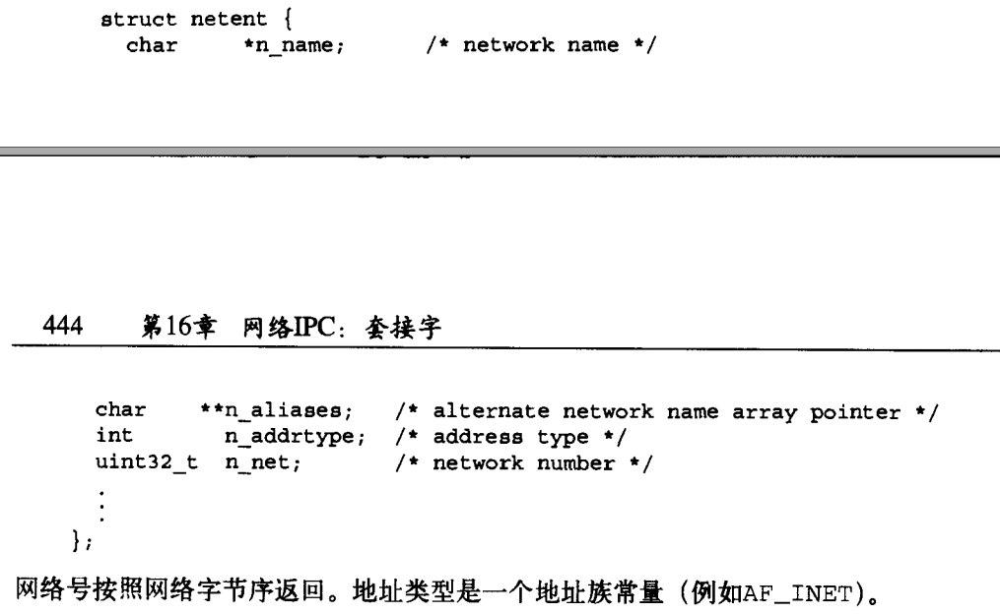 struct netent {
char *n_name; /* network name */
444 第16章 网络IPC：套接字
char **n_aliases; /* alternate network name array pointer */
int n_addrtype; /* address type */
uint32_t n_net; /* network number */
.
.
.
};
网络号按照网络字节序返回。地址类型是一个地址族常量（例如AF_INET）。